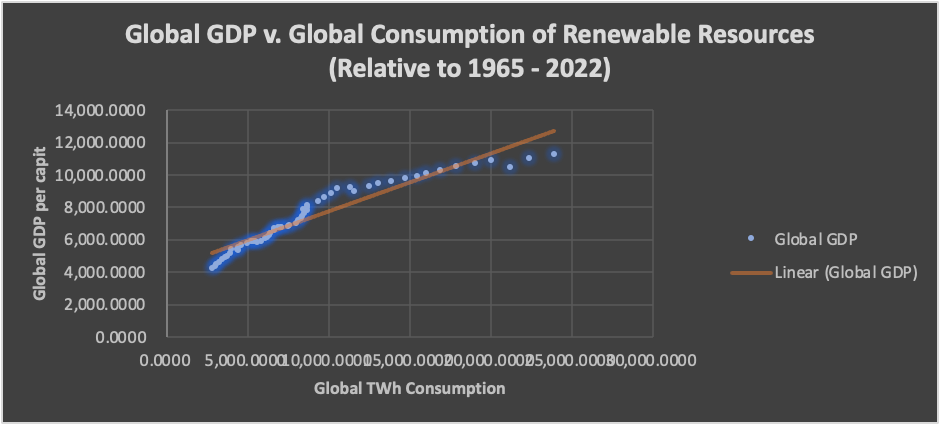 Global GDP v. Global Consumption of Renewable Resources
(Relative to 1965 - 2022)
14,000.0000
12,000.0000
10,000.0000
8,000.0000
6,000.0000
4,000.0000
2,000.0000
0.0000
Global GDP per capit
0.0000 5,000.0000 10,000.0000 15,000.0000 20,000.0000 25,000.0000 30,000.0000
Global TWh Consumption
Global GDP
Linear (Global GDP)